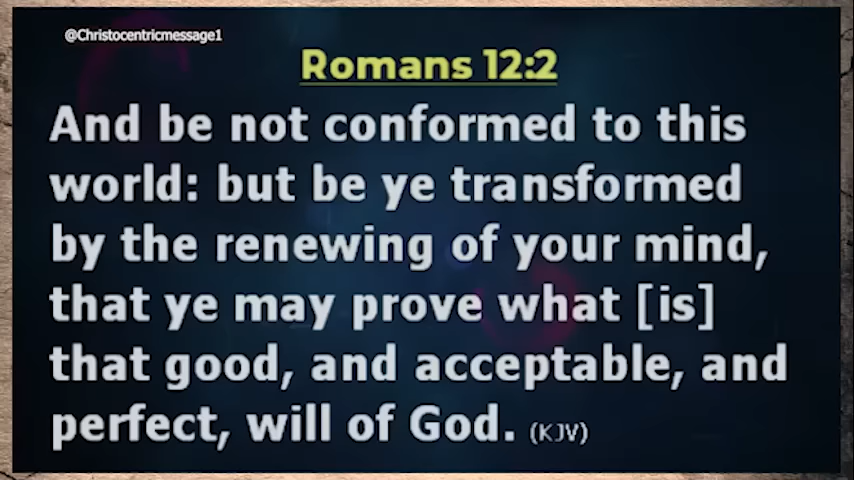 @Christocentricmessage1
Romans 12:2
And be not conformed to this
world: but be ye transformed
by the renewing of your mind,
that ye may prove what [is]
that good, and acceptable, and
perfect, will of God. (KJV)